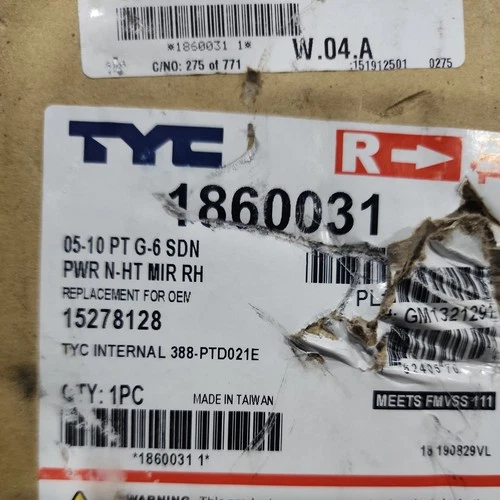 *1860031 1*
W.04.A
C/NO: 275 of 771
151912501 0275
TYC
R
1860031
05-10 PT G-6 SDN
PWR N-HT MIR RH
REPLACEMENT FOR OEM
15278128
TYC INTERNAL 388-PTD021E
QTY: 1PC
MADE IN TAIWAN
MEETS FMVSS 111
*1860031 1*
18 190829VL
WARNING